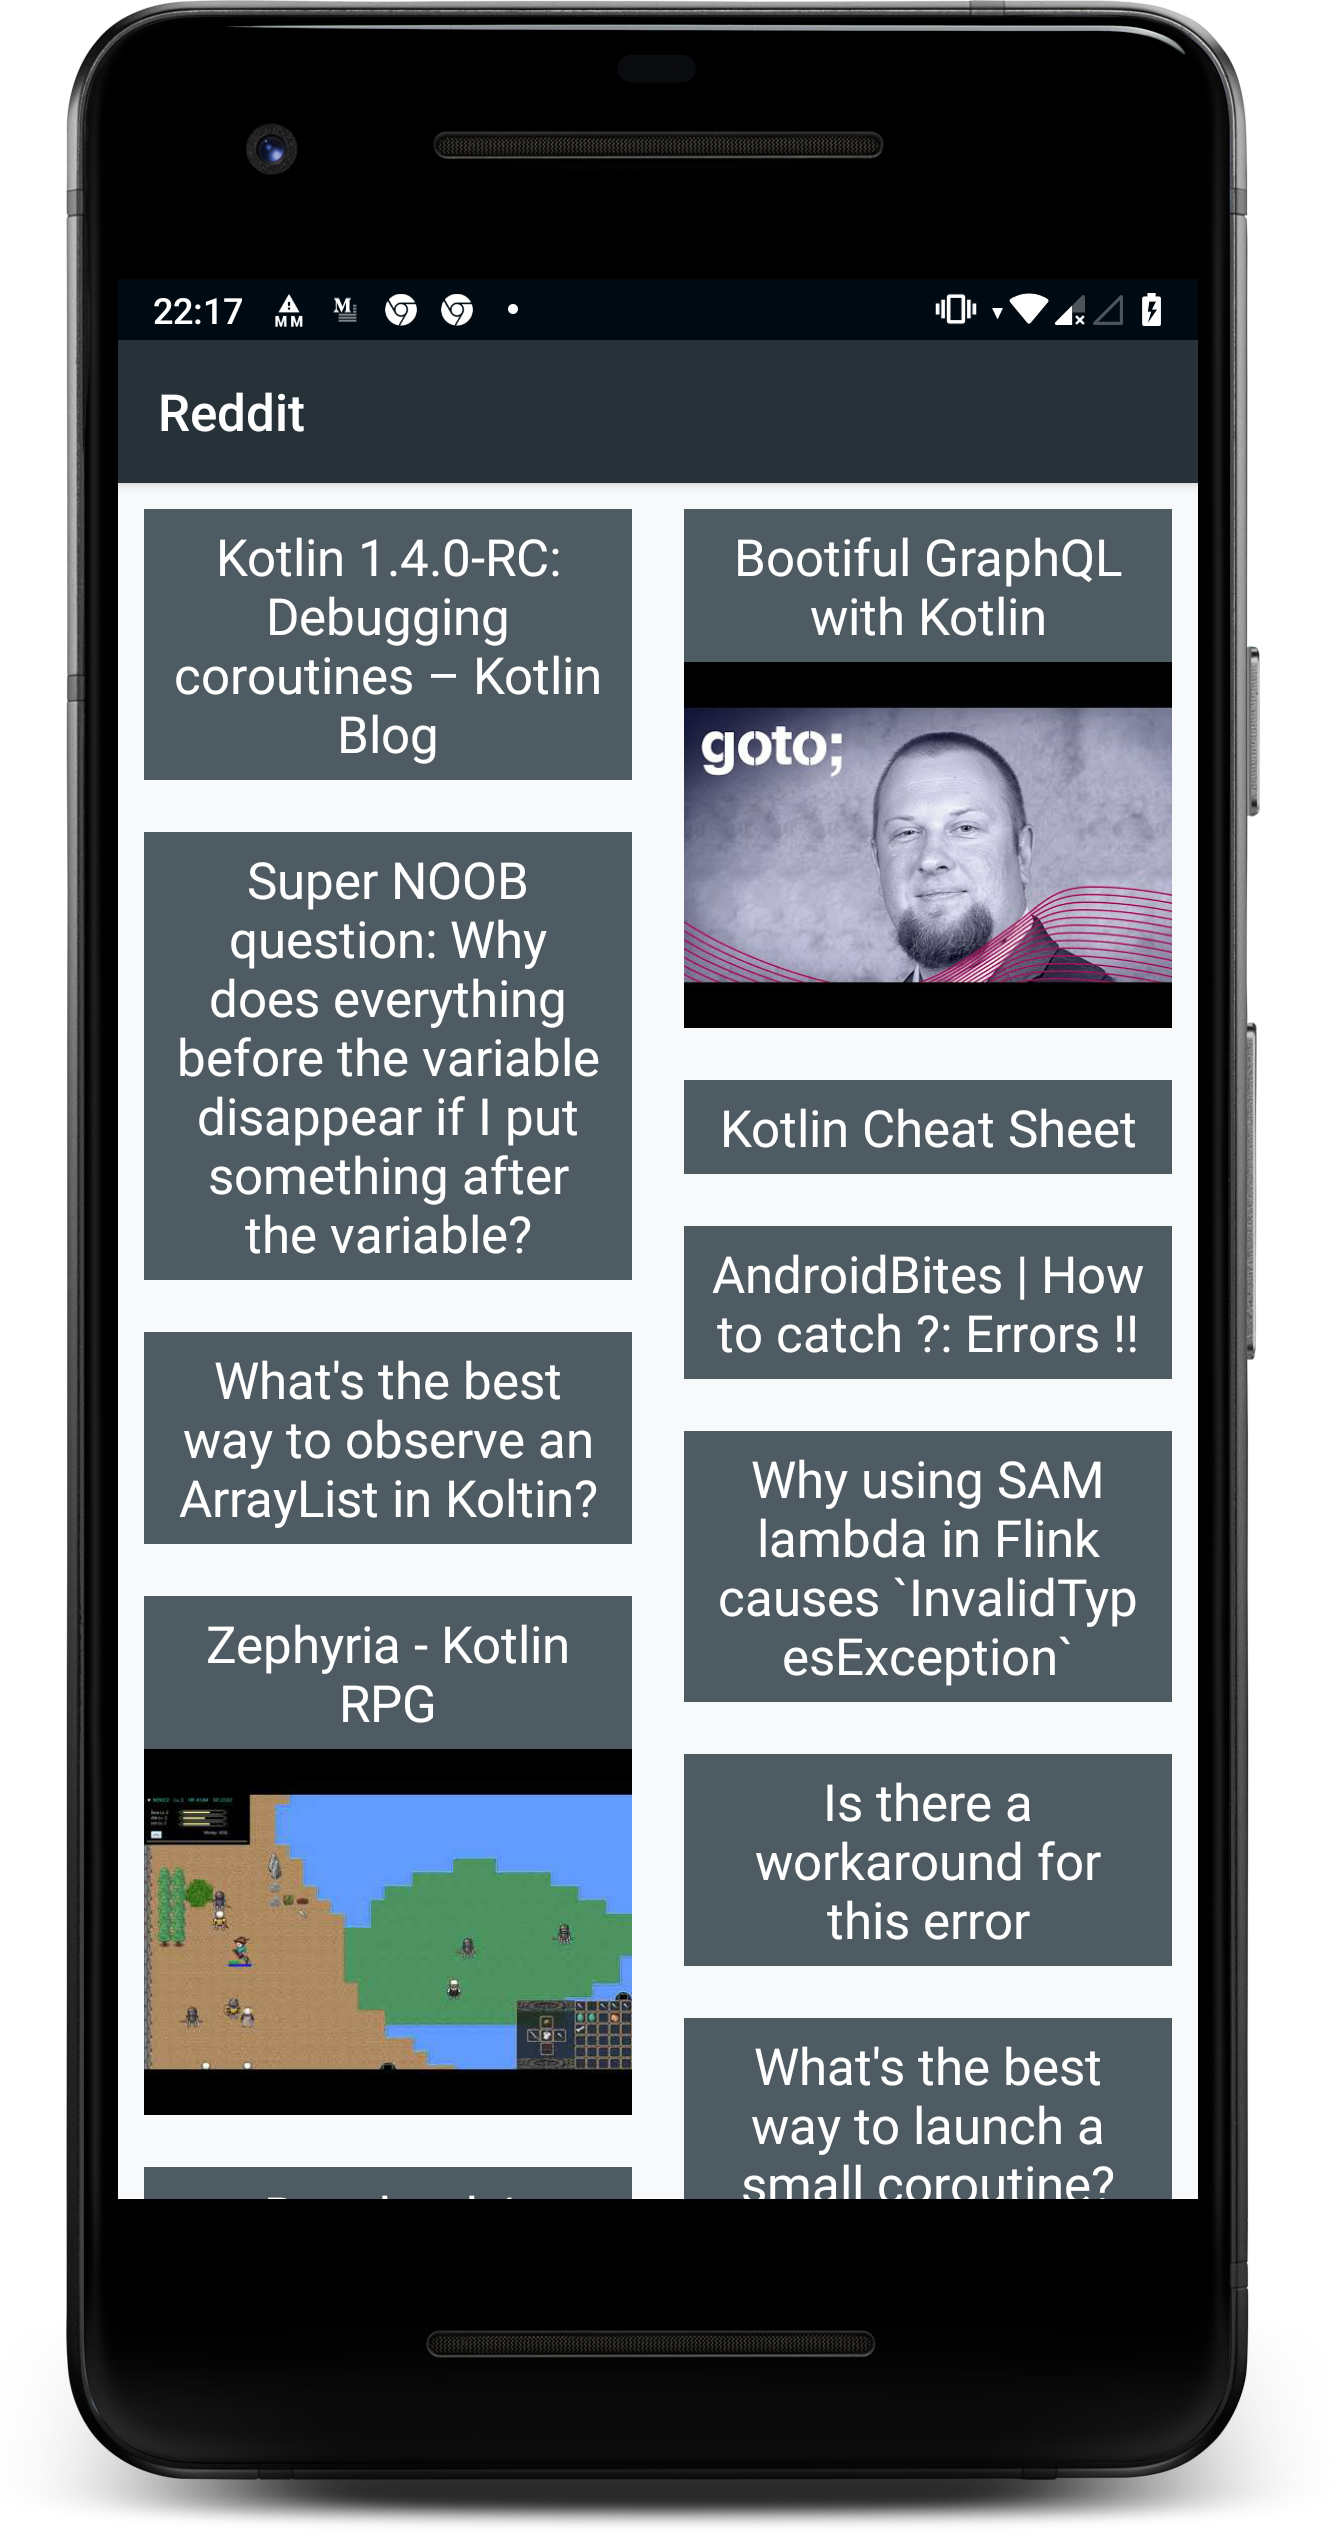 22:17
MM
M
Reddit
Kotlin 1.4.0-RC:
Debugging
coroutines – Kotlin
Blog
Super NOOB
question: Why
does everything
before the variable
disappear if I put
something after
the variable?
What's the best
way to observe an
ArrayList in Koltin?
Zephyria - Kotlin
RPG
Bootiful GraphQL
with Kotlin
goto;
Kotlin Cheat Sheet
AndroidBites | How
to catch ?: Errors !!
Why using SAM
lambda in Flink
causes `InvalidTyp
esException`
Is there a
workaround for
this error
What's the best
way to launch a
small coroutine?